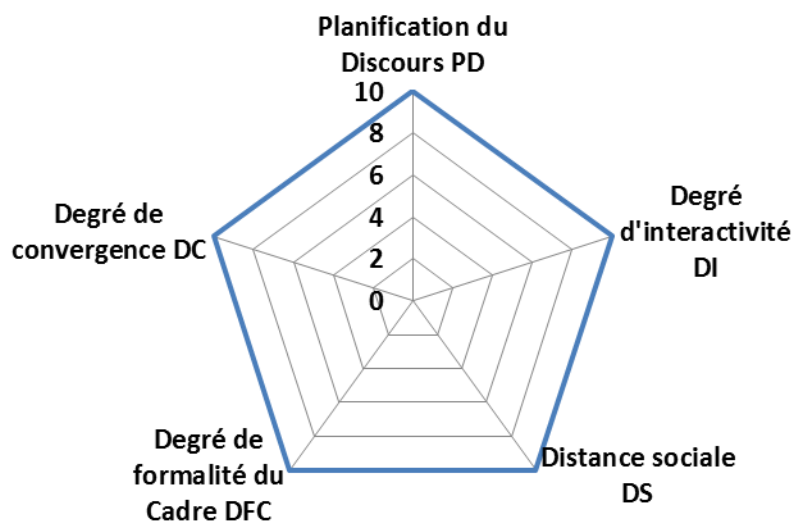 Planification du
Discours PD
10
8
6
4
2
0
Degré
d'interactivité
DI
Distance sociale
DS
Degré de
formalité du
Cadre DFC
Degré de
convergence DC